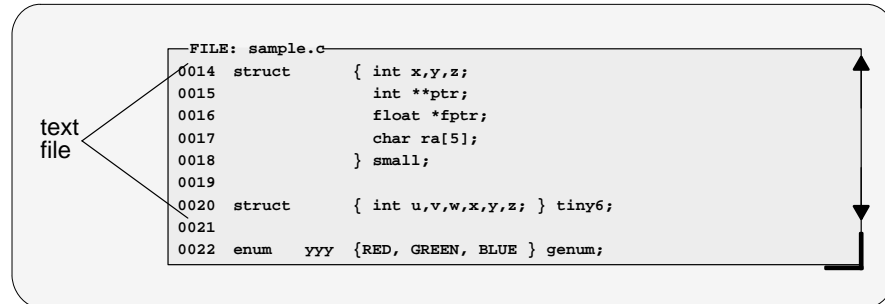 FILE: sample.c
text
file
0014 struct { int x,y,z;
0015 int **ptr;
0016 float *fptr;
0017 char ra[5];
0018 } small;
0019
0020 struct { int u,v,w,x,y,z; } tiny6;
0021
0022 enum yyy {RED, GREEN, BLUE } genum;